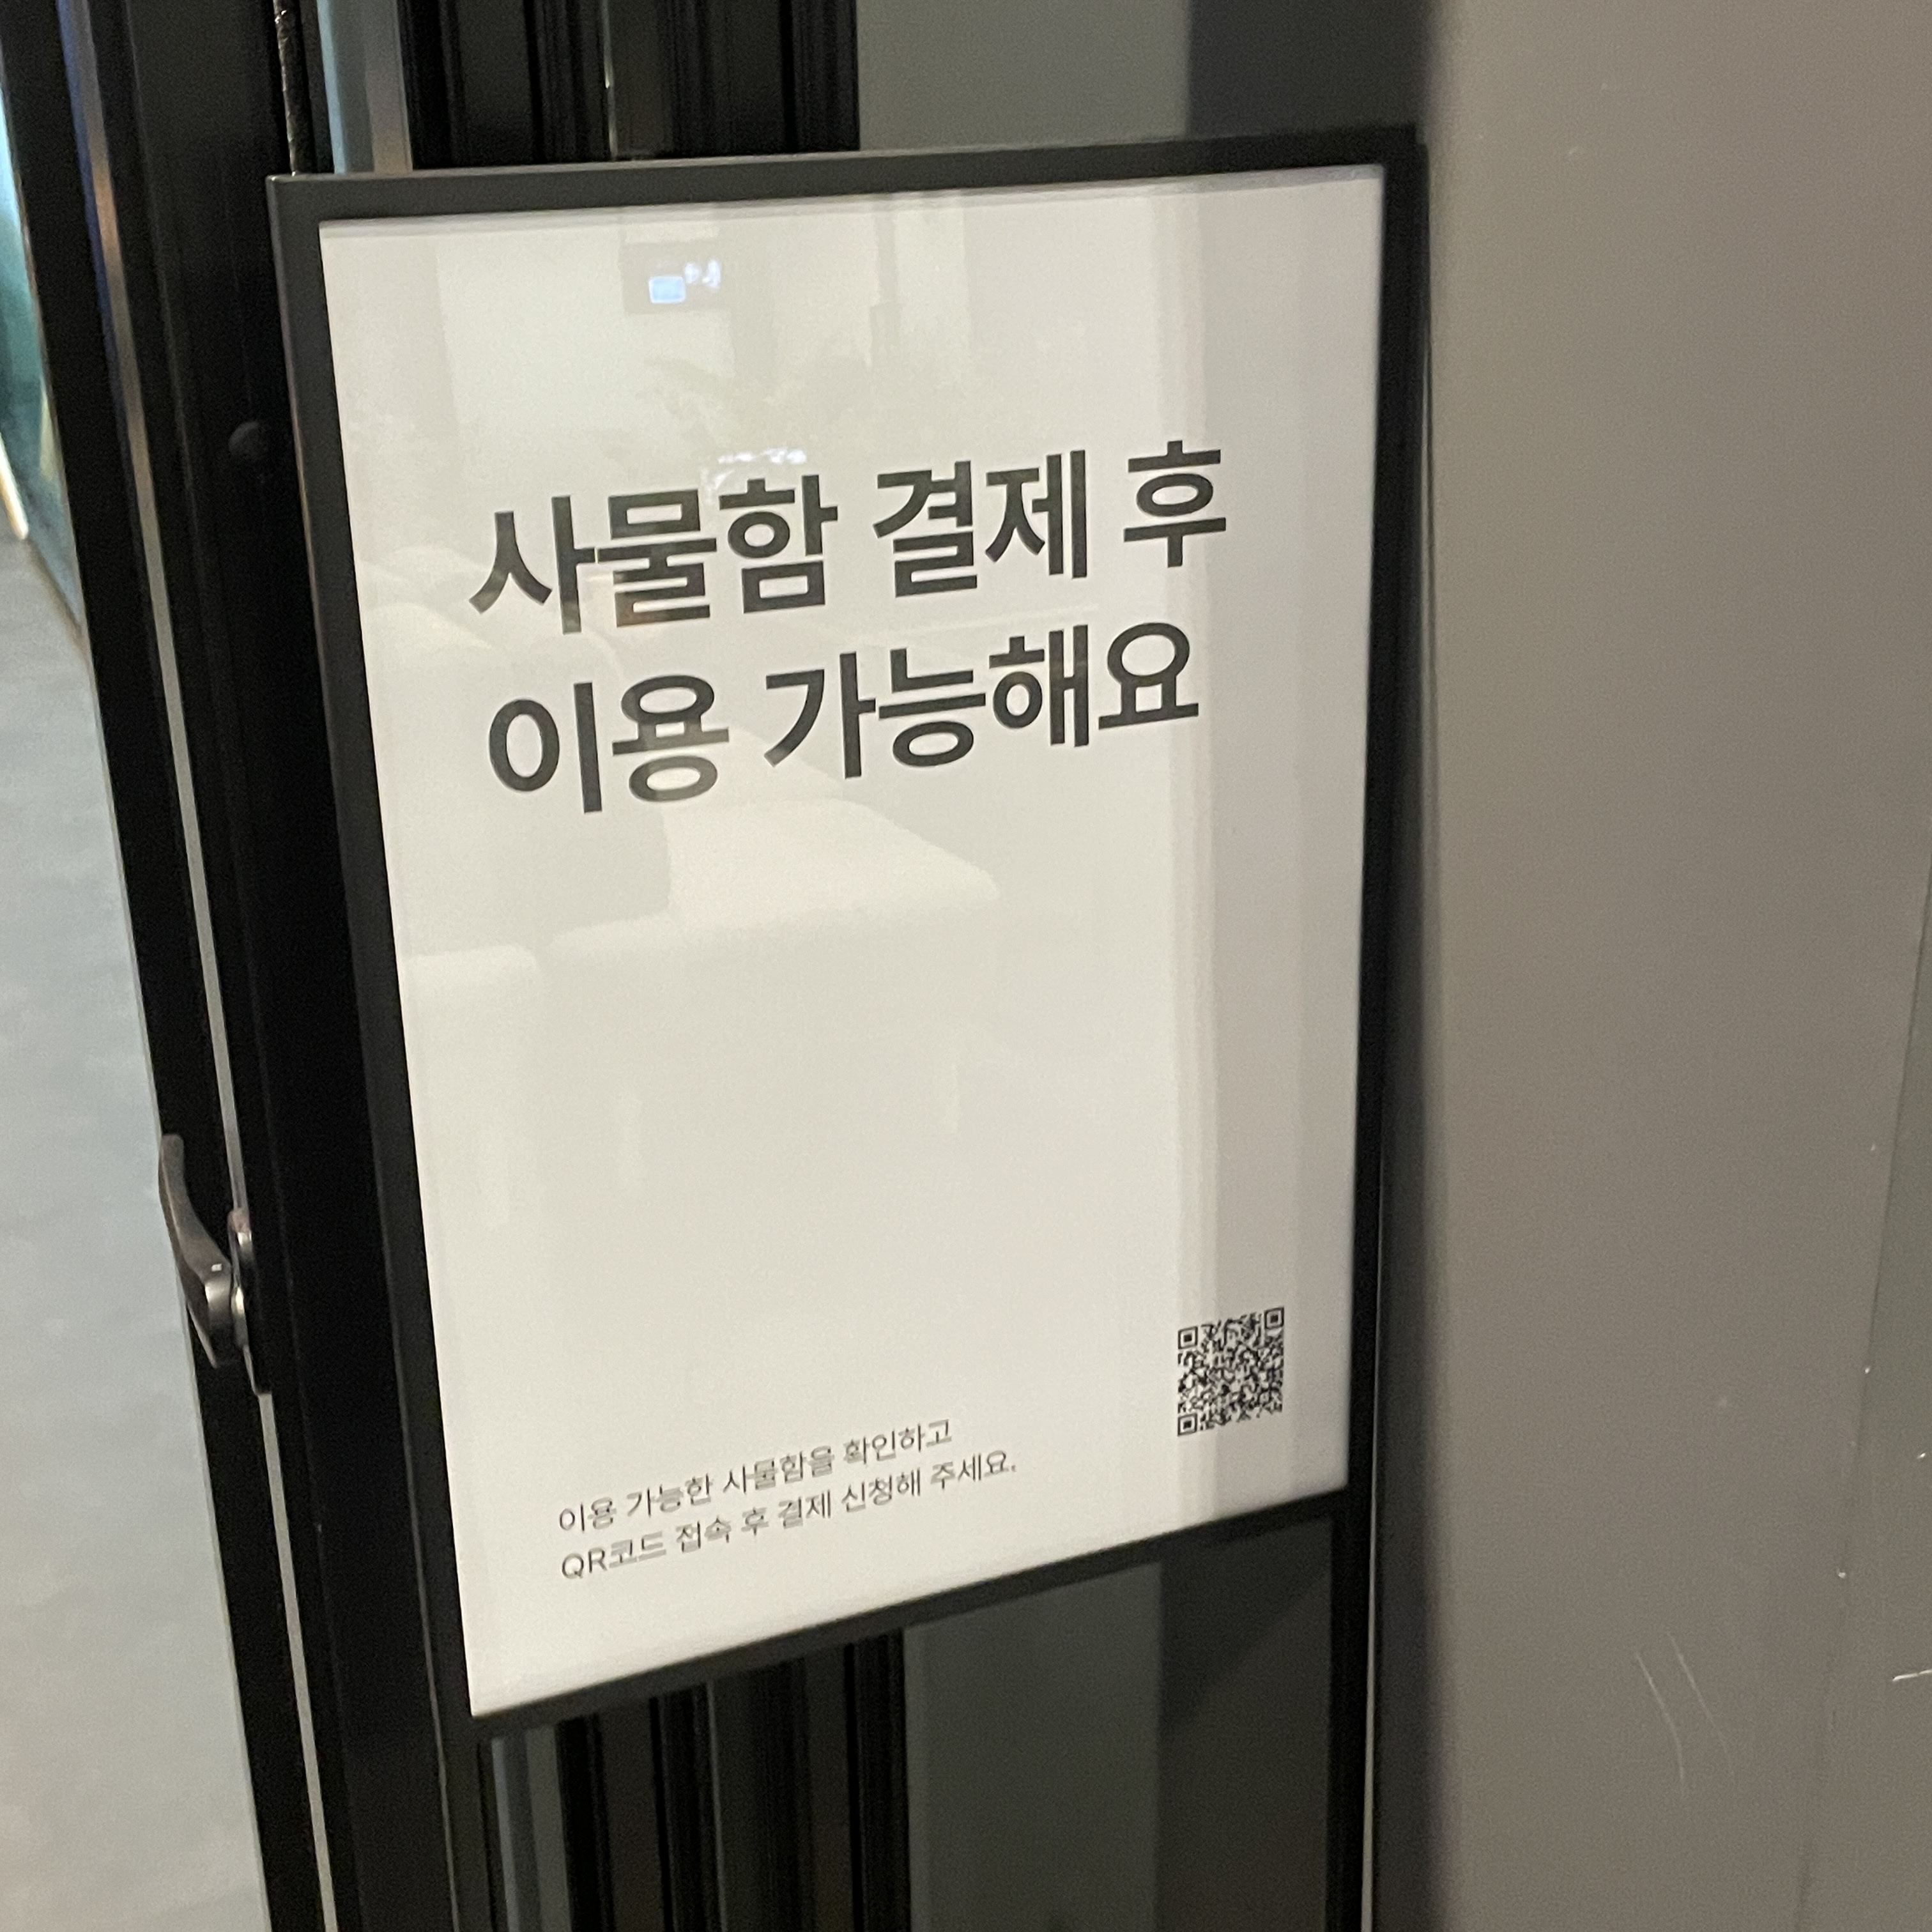 사물함 결제 후
이용 가능해요
이용 가능한 사물함을 확인하고
QR코드 접속 후 결제 신청해 주세요.